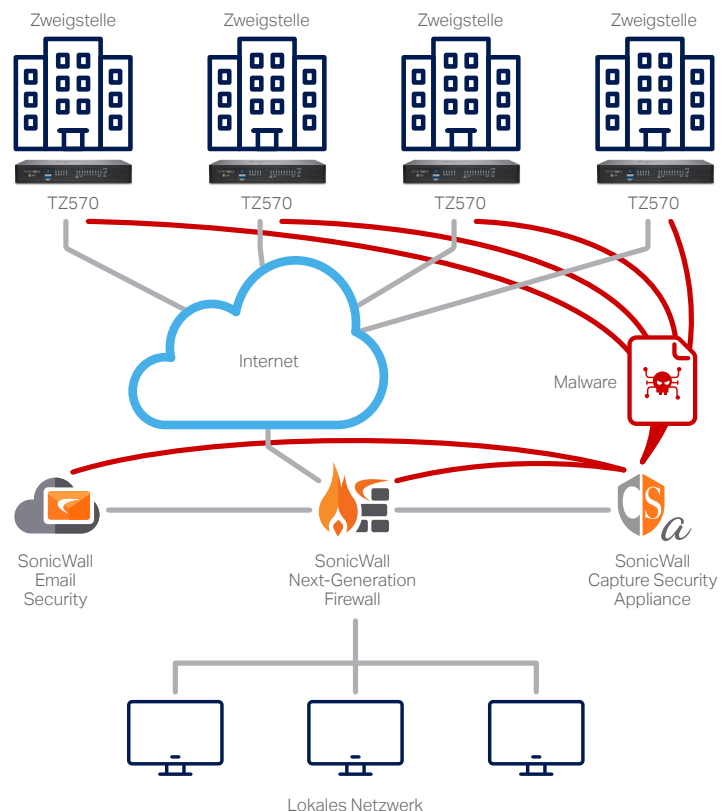 Zweigstelle
Zweigstelle
Zweigstelle
Zweigstelle
TZ570
TZ570
TZ570
TZ570
Internet
Malware
CSa
SonicWall
Email
Security
SonicWall
Next-Generation
Firewall
SonicWall
Capture Security
Appliance
Lokales Netzwerk